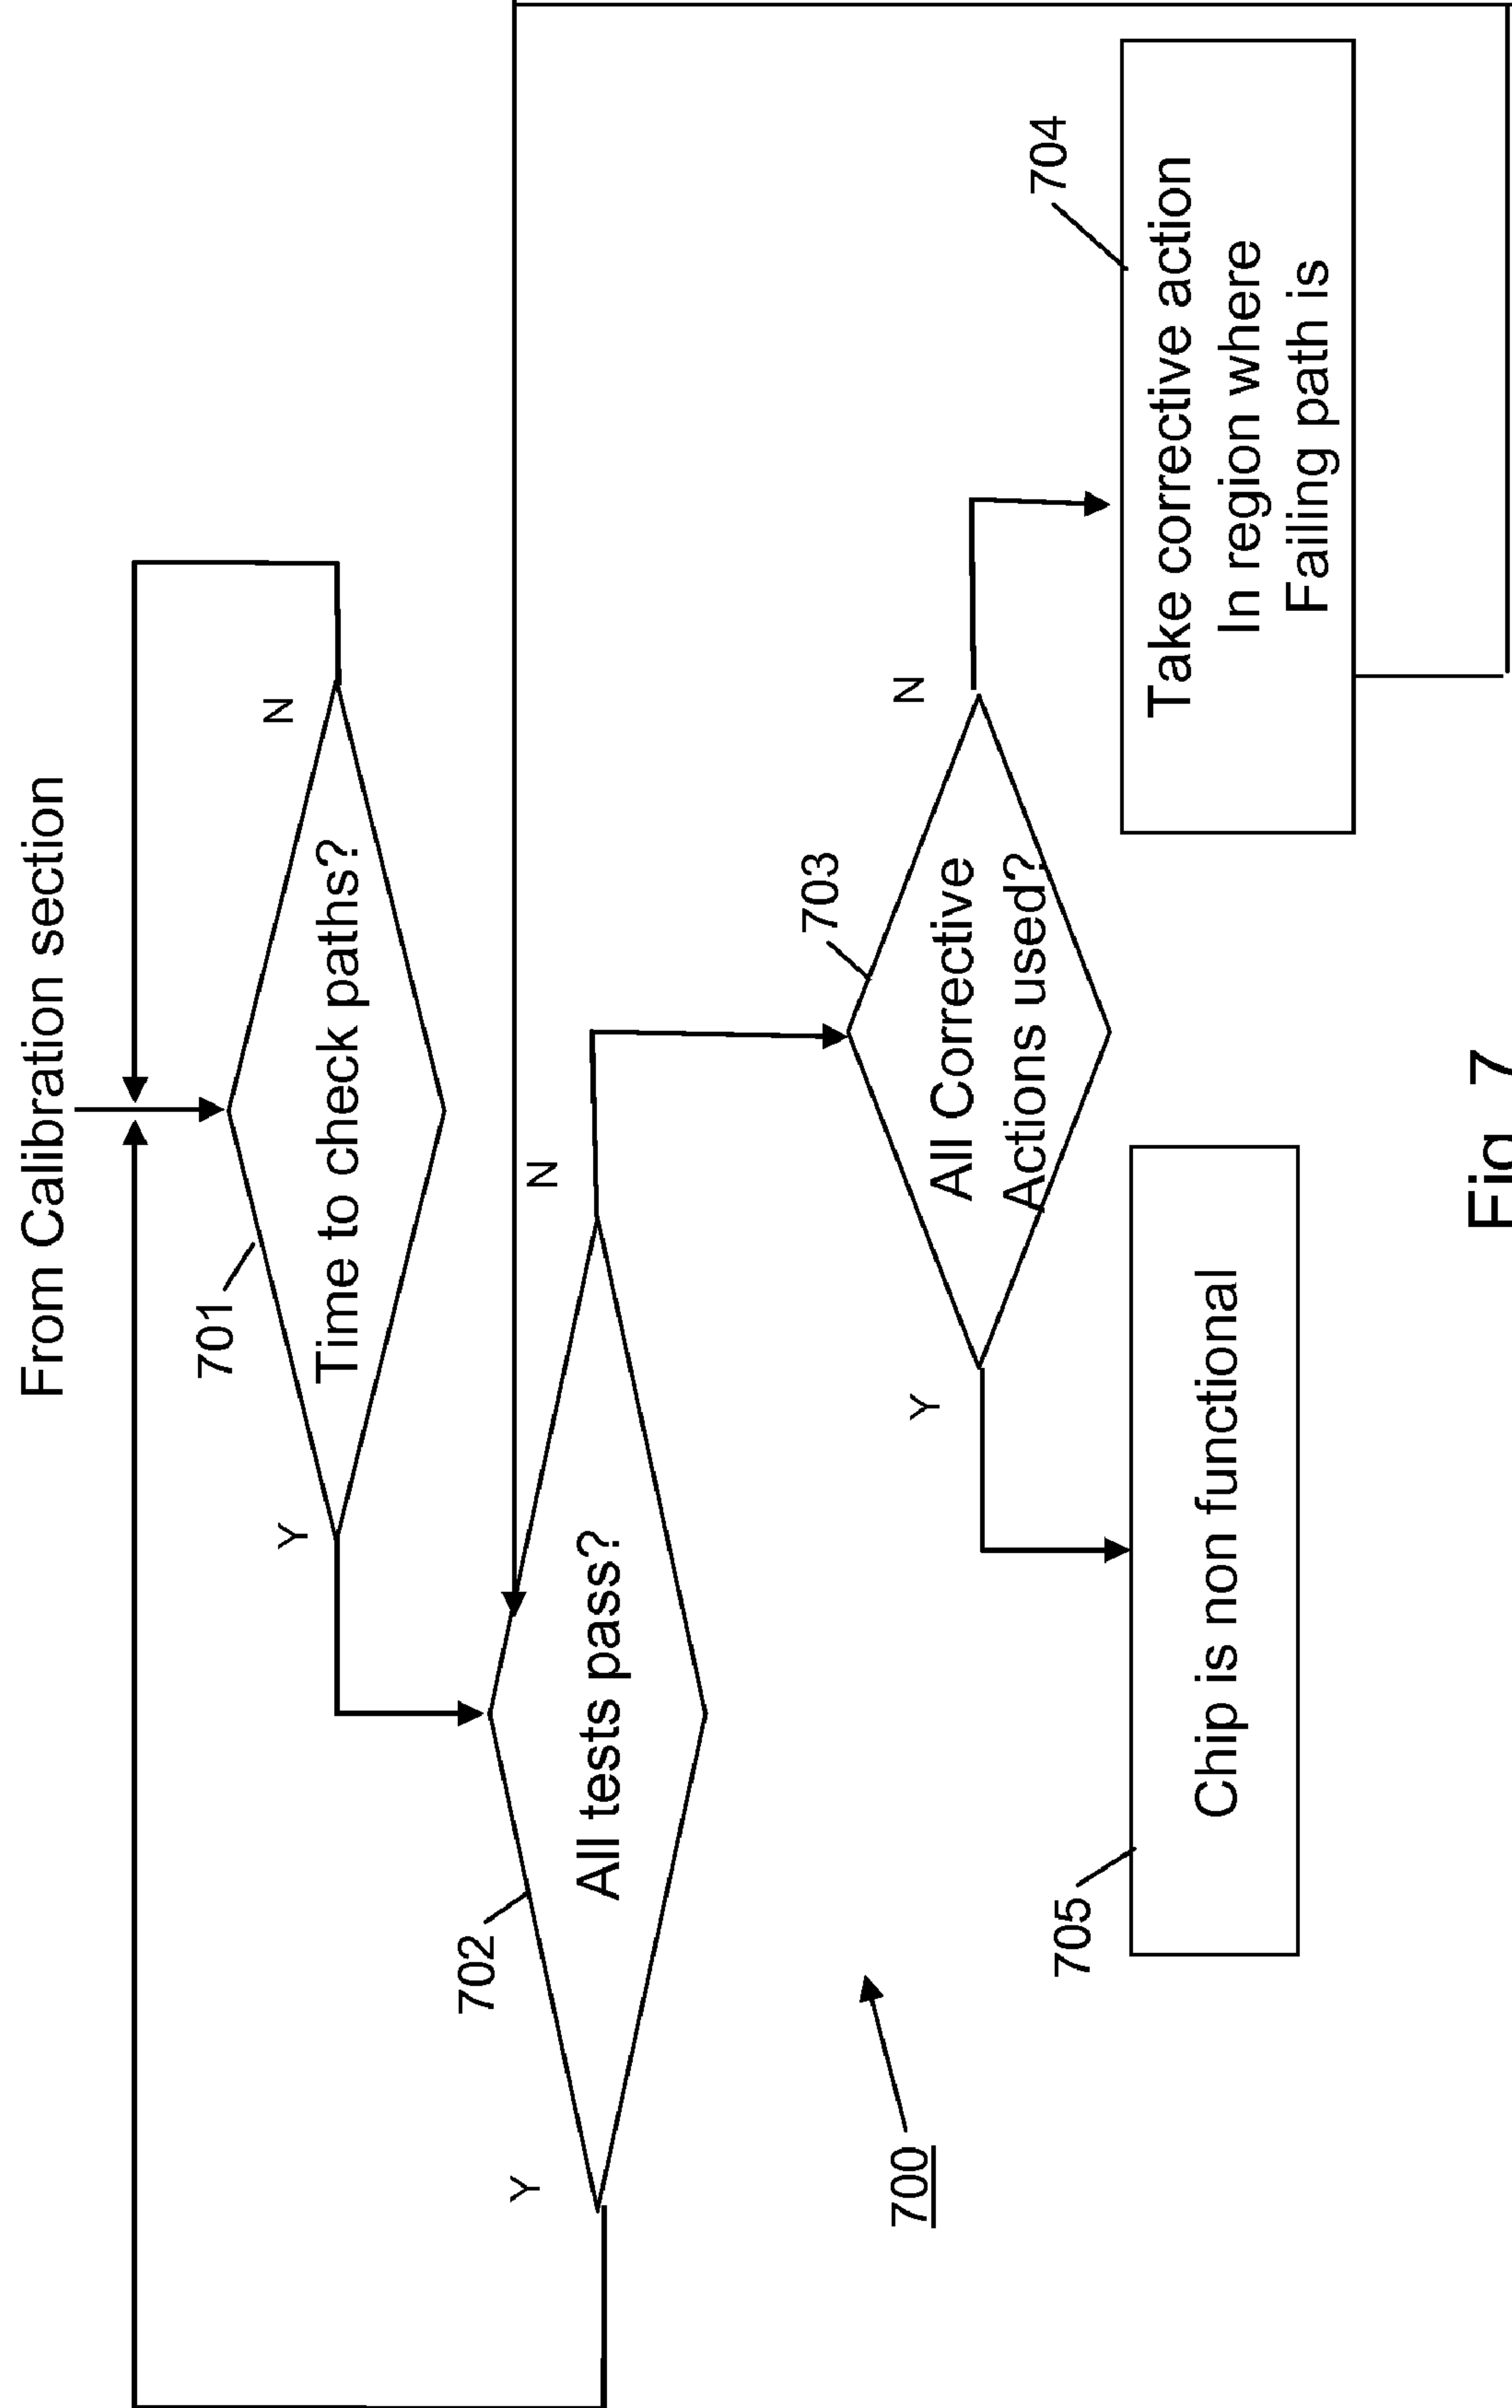 From Calibration section
701
Time to check paths?
Y
N
702
All tests pass?
Y
N
703
All Corrective
Actions used?
Y
N
704
Take corrective action
In region where
Failing path is
705
Chip is non functional
700
Fig. 7